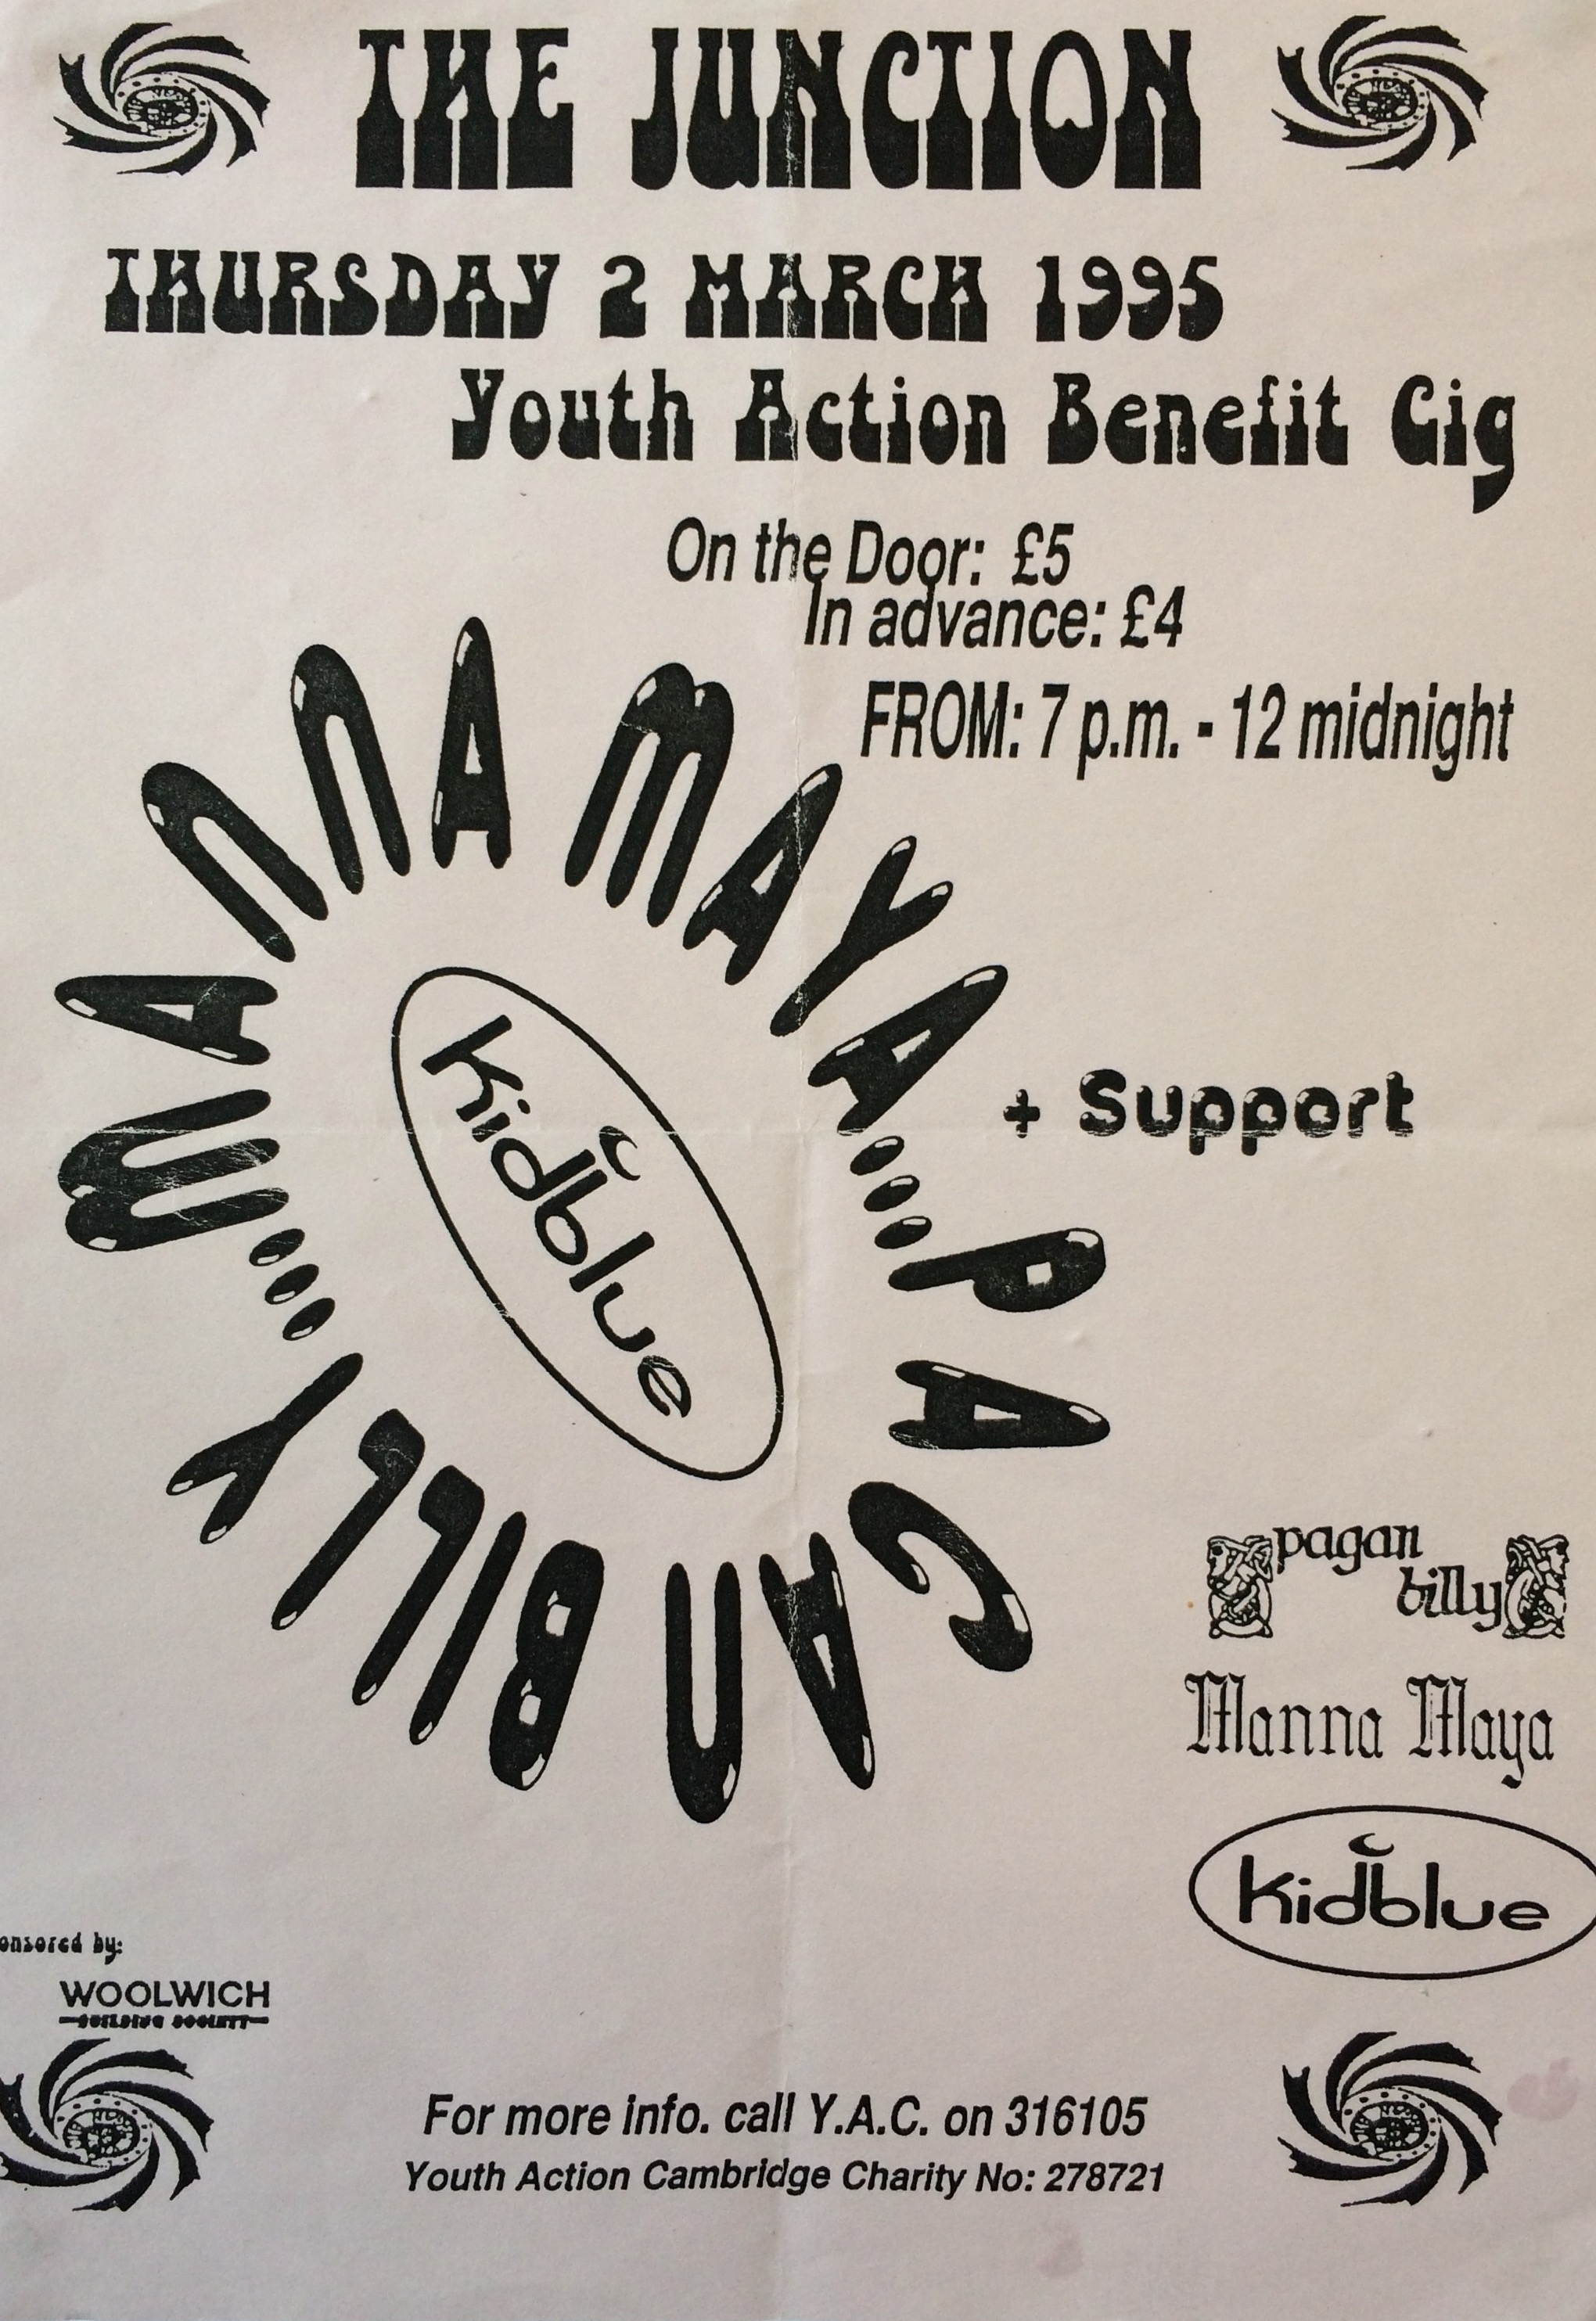 THE JUNCTION
THURSDAY 2 MARCH 1995
Youth Action Benefit Gig
On the Door: £5
In advance: £4
FROM: 7 p.m. - 12 midnight
MAnnA MAYA...PAGAn BILLY...
kidblue
+ Support
pagan
billy
Manna Maya
kidblue
onsored by:
WOOLWICH
BUILDING SOCIETY
For more info. call Y.A.C. on 316105
Youth Action Cambridge Charity No: 278721